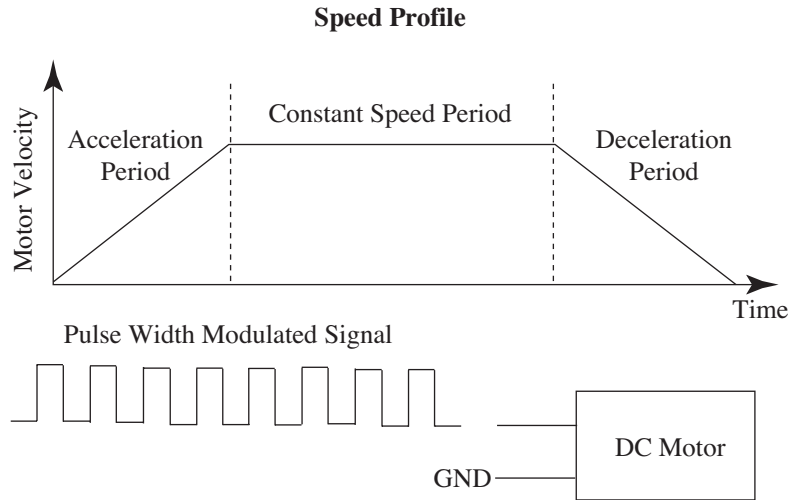 Speed Profile
Motor Velocity
Acceleration
Period
Constant Speed Period
Deceleration
Period
Time
Pulse Width Modulated Signal
DC Motor
GND